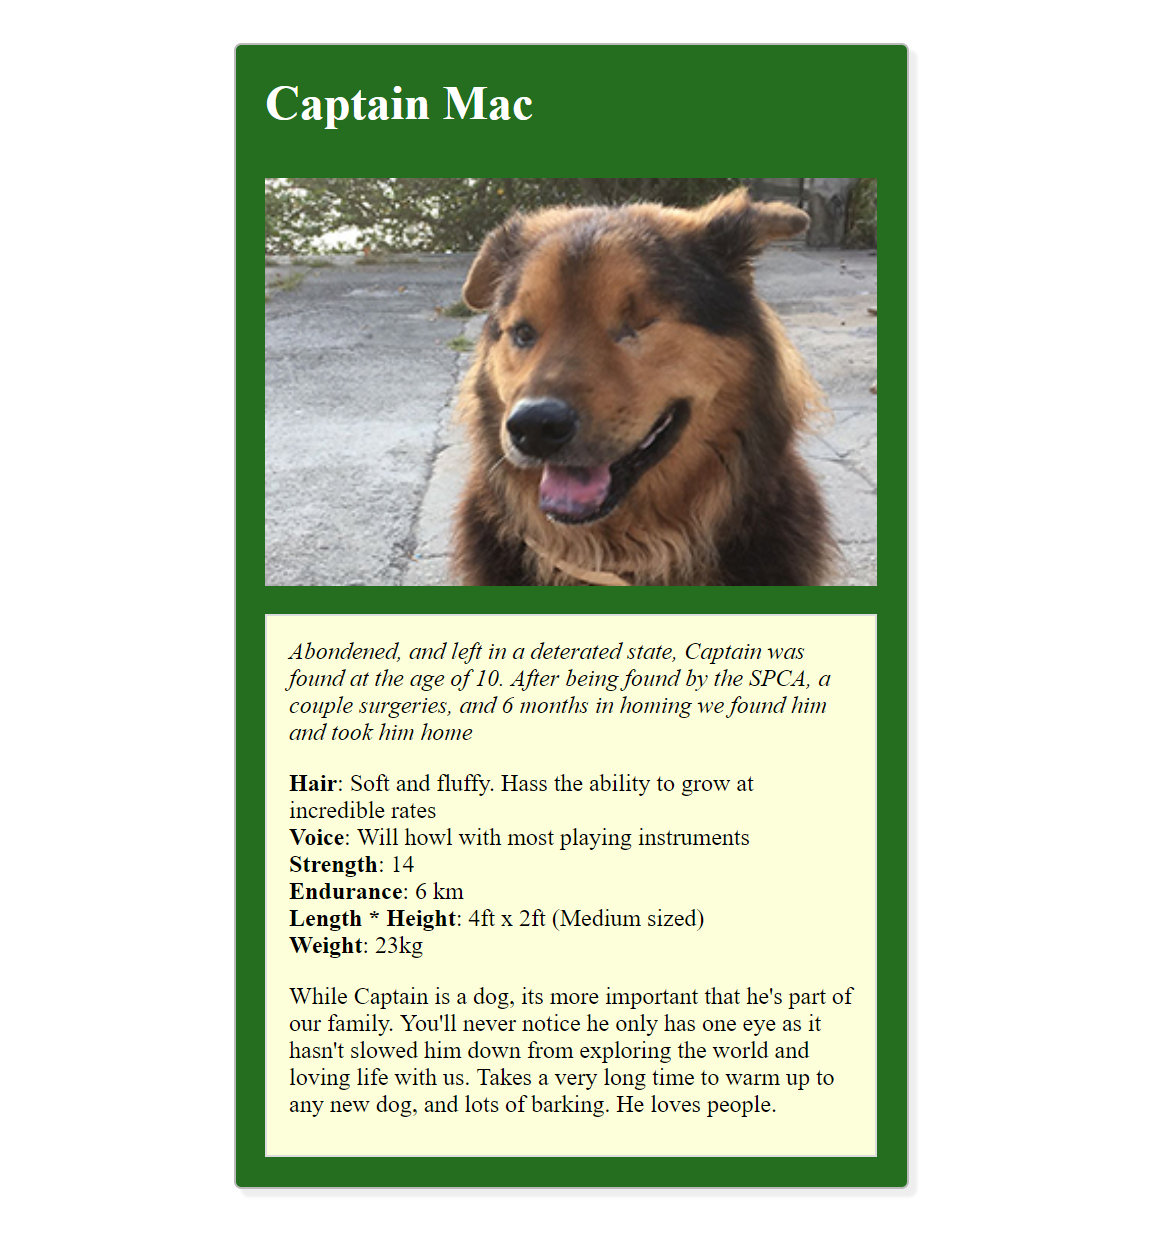 Captain Mac
Abondened, and left in a deterated state, Captain was
found at the age of 10. After being found by the SPCA, a
couple surgeries, and 6 months in homing we found him
and took him home
Hair: Soft and fluffy. Hass the ability to grow at
incredible rates
Voice: Will howl with most playing instruments
Strength: 14
Endurance: 6 km
Length * Height: 4ft x 2ft (Medium sized)
Weight: 23kg
While Captain is a dog, its more important that he's part of
our family. You'll never notice he only has one eye as it
hasn't slowed him down from exploring the world and
loving life with us. Takes a very long time to warm up to
any new dog, and lots of barking. He loves people.